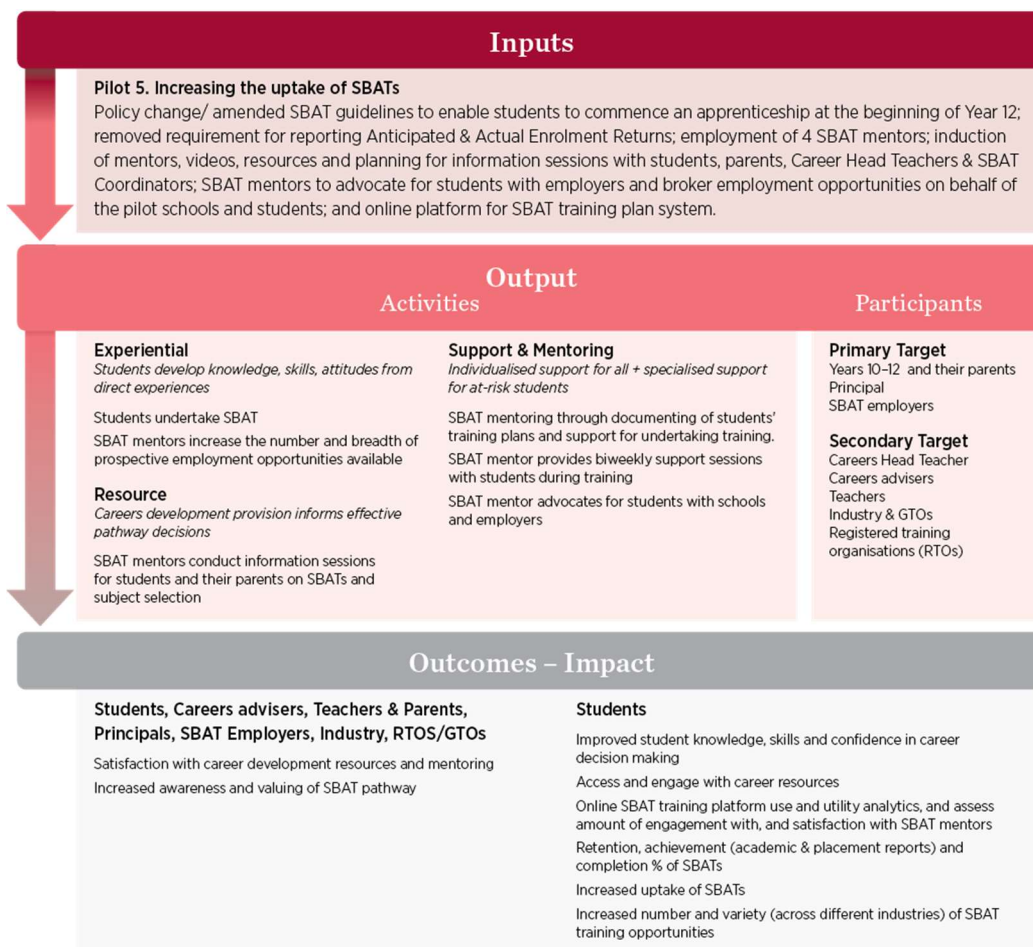 Inputs
Pilot 5. Increasing the uptake of SBATs
Policy change/ amended SBAT guidelines to enable students to commence an apprenticeship at the beginning of Year 12;
removed requirement for reporting Anticipated & Actual Enrolment Returns; employment of 4 SBAT mentors; induction
of mentors, videos, resources and planning for information sessions with students, parents, Career Head Teachers & SBAT
Coordinators; SBAT mentors to advocate for students with employers and broker employment opportunities on behalf of
the pilot schools and students; and online platform for SBAT training plan system.
Output
Activities
Participants
Experiential
Students develop knowledge, skills, attitudes from
direct experiences
Students undertake SBAT
SBAT mentors increase the number and breadth of
prospective employment opportunities available
Resource
Careers development provision informs effective
pathway decisions
SBAT mentors conduct information sessions
for students and their parents on SBATs and
subject selection
Support & Mentoring
Individualised support for all + specialised support
for at-risk students
SBAT mentoring through documenting of students'
training plans and support for undertaking training.
SBAT mentor provides biweekly support sessions
with students during training
SBAT mentor advocates for students with schools
and employers
Primary Target
Years 10–12 and their parents
Principal
SBAT employers
Secondary Target
Careers Head Teacher
Careers advisers
Teachers
Industry & GTOs
Registered training
organisations (RTOs)
Outcomes – Impact
Students, Careers advisers, Teachers & Parents,
Principals, SBAT Employers, Industry, RTOS/GTOs
Satisfaction with career development resources and mentoring
Increased awareness and valuing of SBAT pathway
Students
Improved student knowledge, skills and confidence in career
decision making
Access and engage with career resources
Online SBAT training platform use and utility analytics, and assess
amount of engagement with, and satisfaction with SBAT mentors
Retention, achievement (academic & placement reports) and
completion % of SBATs
Increased uptake of SBATs
Increased number and variety (across different industries) of SBAT
training opportunities